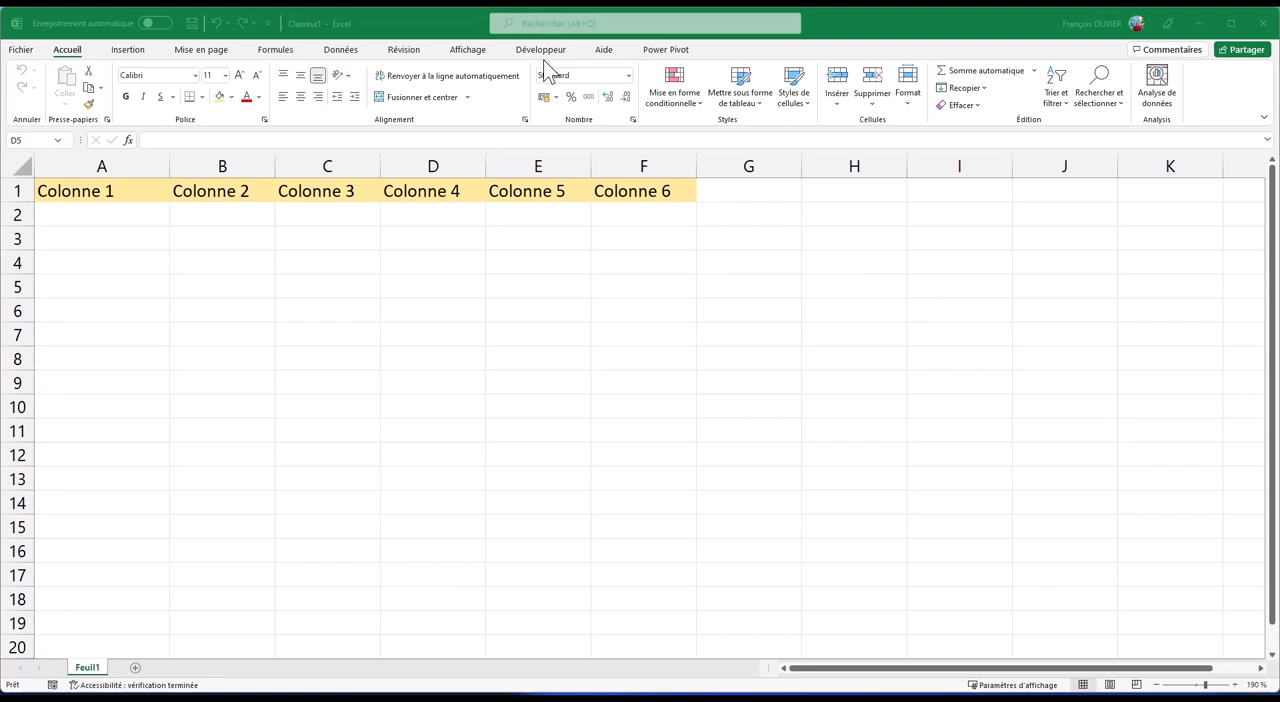 Enregistrement automatique
Classeur1 - Excel
Rechercher (Alt+Q)
François OLIVIER
Fichier Accueil Insertion Mise en page Formules Données Révision Affichage Développeur Aide Power Pivot
Commentaires Partager
Coller
Calibri 11
G I S
Renvoyer à la ligne automatiquement
Fusionner et centrer
% 000
Mise en forme conditionnelle
Mettre sous forme de tableau
Styles de cellules
Insérer Supprimer Format
Somme automatique
Recopier
Effacer
Trier et filtrer
Rechercher et sélectionner
Analyse de données
Annuler Presse-papiers Police Alignement Nombre Styles Cellules Édition Analysis
D5 fx
A B C D E F G H I J K
1 Colonne 1 Colonne 2 Colonne 3 Colonne 4 Colonne 5 Colonne 6
2
3
4
5
6
7
8
9
10
11
12
13
14
15
16
17
18
19
20
Feuil1
Prêt Accessibilité : vérification terminée Paramètres d'affichage 190 %